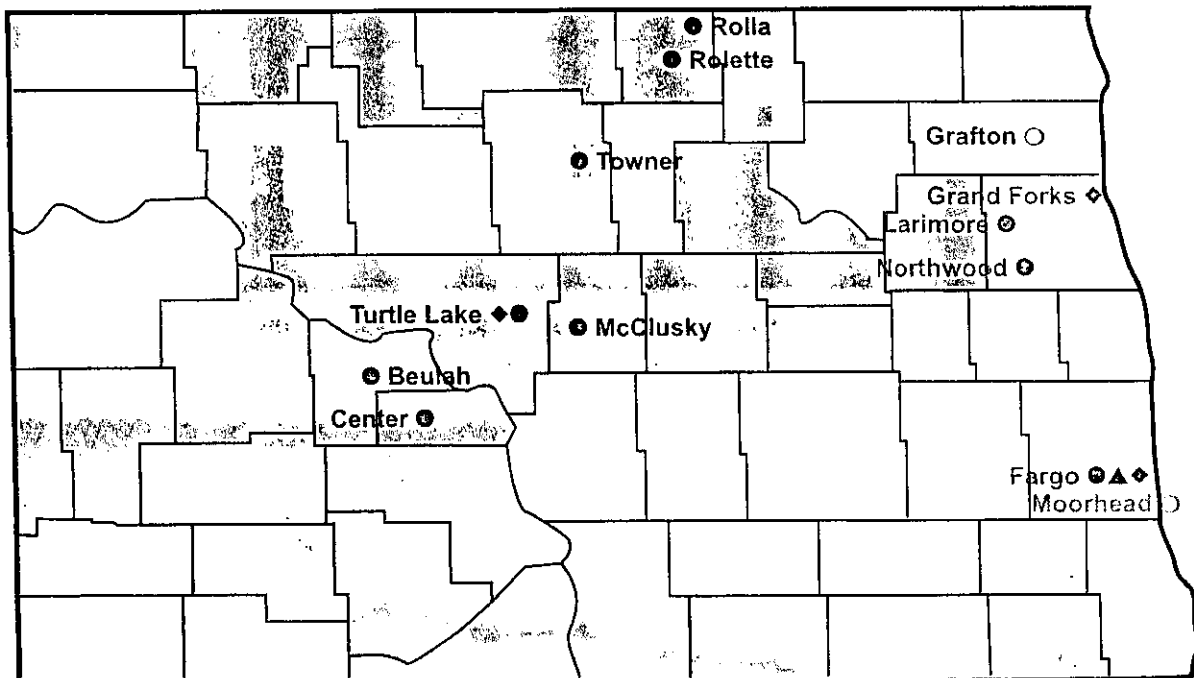 Rolla
Rolette
Grafton
Towner
Grand Forks
Larimore
Northwood
Turtle Lake
McClusky
Beulah
Center
Fargo
Moorhead